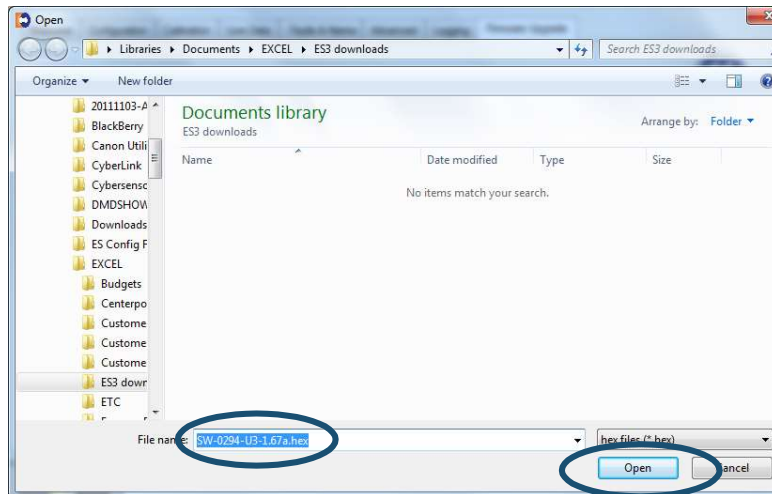 Open
Libraries ▸ Documents ▸ EXCEL ▸ ES3 downloads
Search ES3 downloads
Organize
New folder
20111103-A
BlackBerry
Canon Utili
CyberLink
Cybersensc
DMDSHOW
Downloads
ES Config F
EXCEL
Budgets
Centerpo
Custome
Custome
Custome
ES3 dowr
ETC
Documents library
ES3 downloads
Arrange by: Folder
Name Date modified Type Size
No items match your search.
File name: SW-0294-U3-1.67a.hex
hex files (*.hex)
Open
Cancel